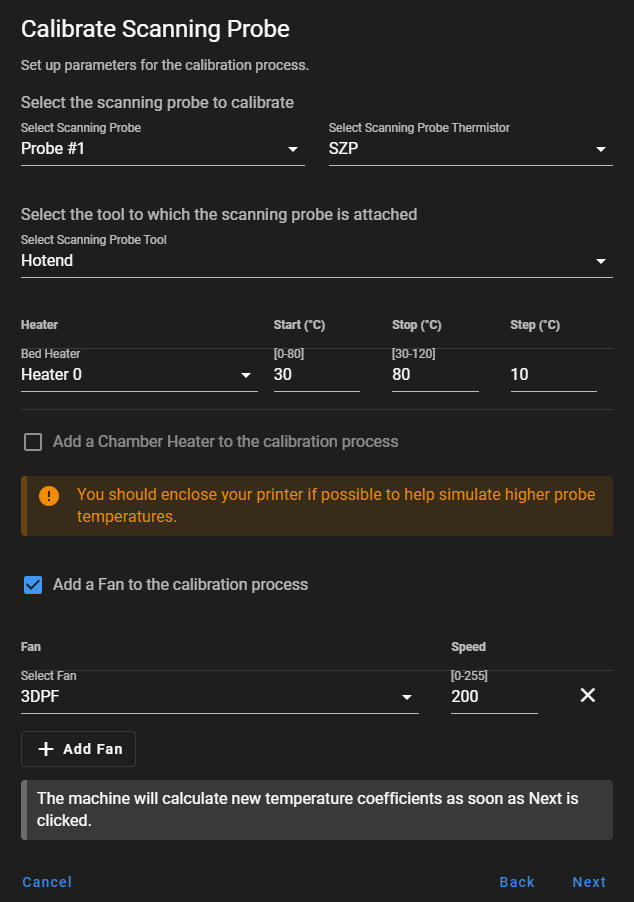 Calibrate Scanning Probe
Set up parameters for the calibration process.
Select the scanning probe to calibrate
Select Scanning Probe
Select Scanning Probe Thermistor
Probe #1
SZP
Select the tool to which the scanning probe is attached
Select Scanning Probe Tool
Hotend
Heater
Start (°C)
Stop (°C)
Step (°C)
Bed Heater
[0-80]
[30-120]
Heater 0
30
80
10
Add a Chamber Heater to the calibration process
You should enclose your printer if possible to help simulate higher probe
temperatures.
Add a Fan to the calibration process
Fan
Speed
Select Fan
[0-255]
3DPF
200
Add Fan
The machine will calculate new temperature coefficients as soon as Next is
clicked.
Cancel
Back
Next